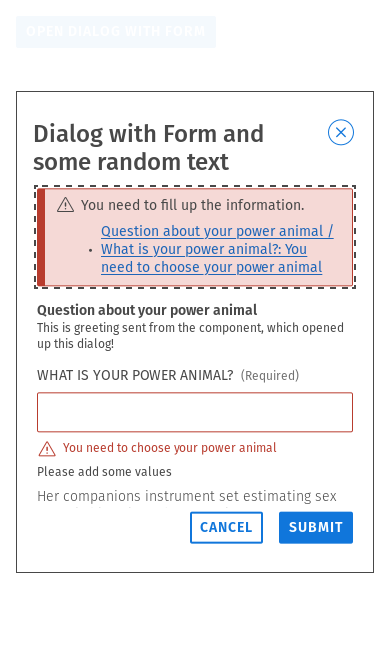 OPEN DIALOG WITH FORM
Dialog with Form and
some random text
You need to fill up the information.
Question about your power animal /
• What is your power animal?: You
need to choose your power animal
Question about your power animal
This is greeting sent from the component, which opened
up this dialog!
WHAT IS YOUR POWER ANIMAL? (Required)
You need to choose your power animal
Please add some values
Her companions instrument set estimating sex
CANCEL SUBMIT